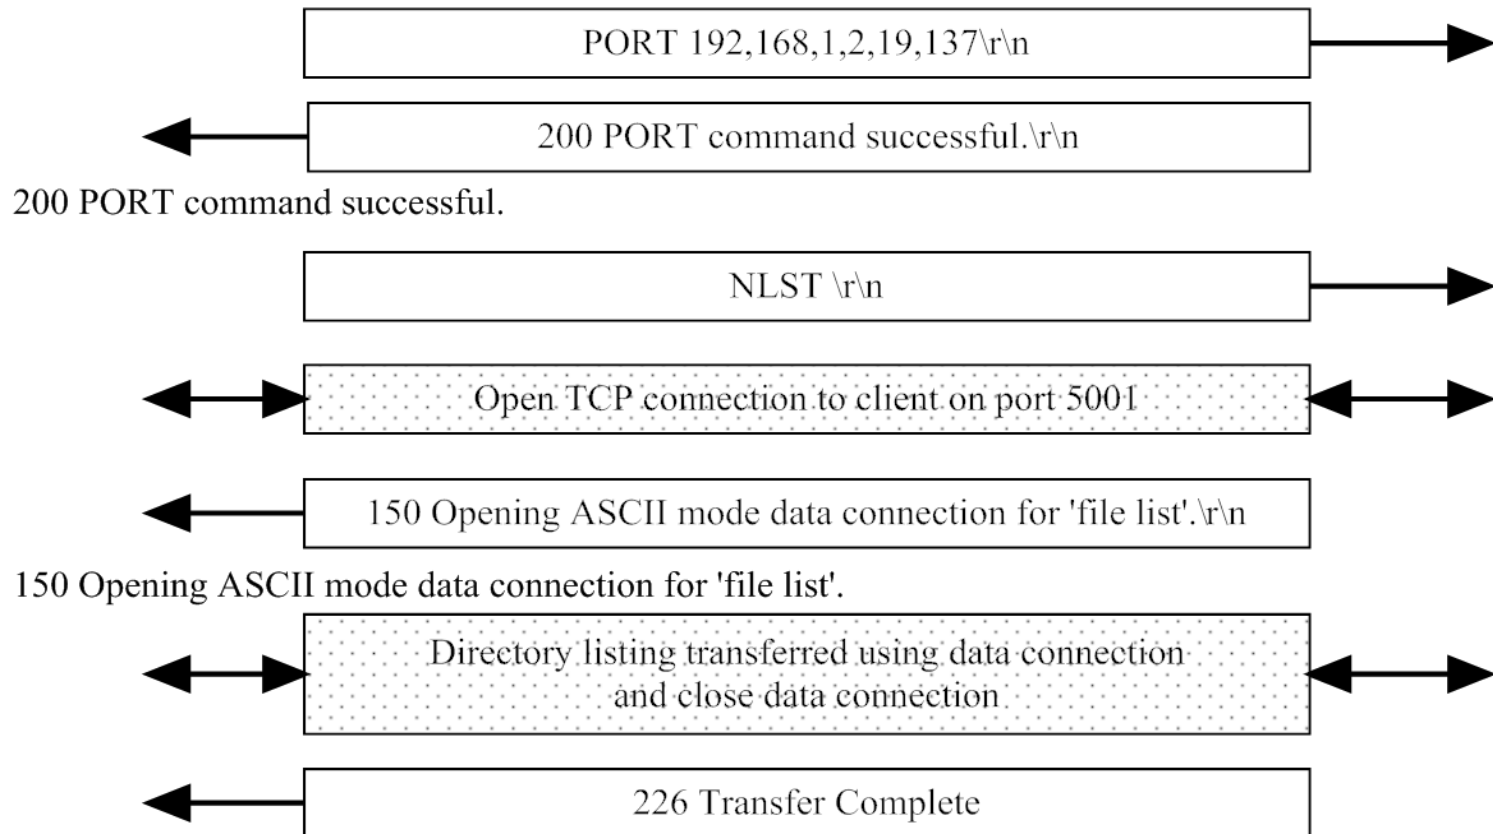 PORT 192,168,1,2,19,137\r\n
200 PORT command successful.\r\n
200 PORT command successful.
NLST \r\n
Open TCP connection to client on port 5001
150 Opening ASCII mode data connection for 'file list'.\r\n
150 Opening ASCII mode data connection for 'file list'.
Directory listing transferred using data connection
and close data connection
226 Transfer Complete